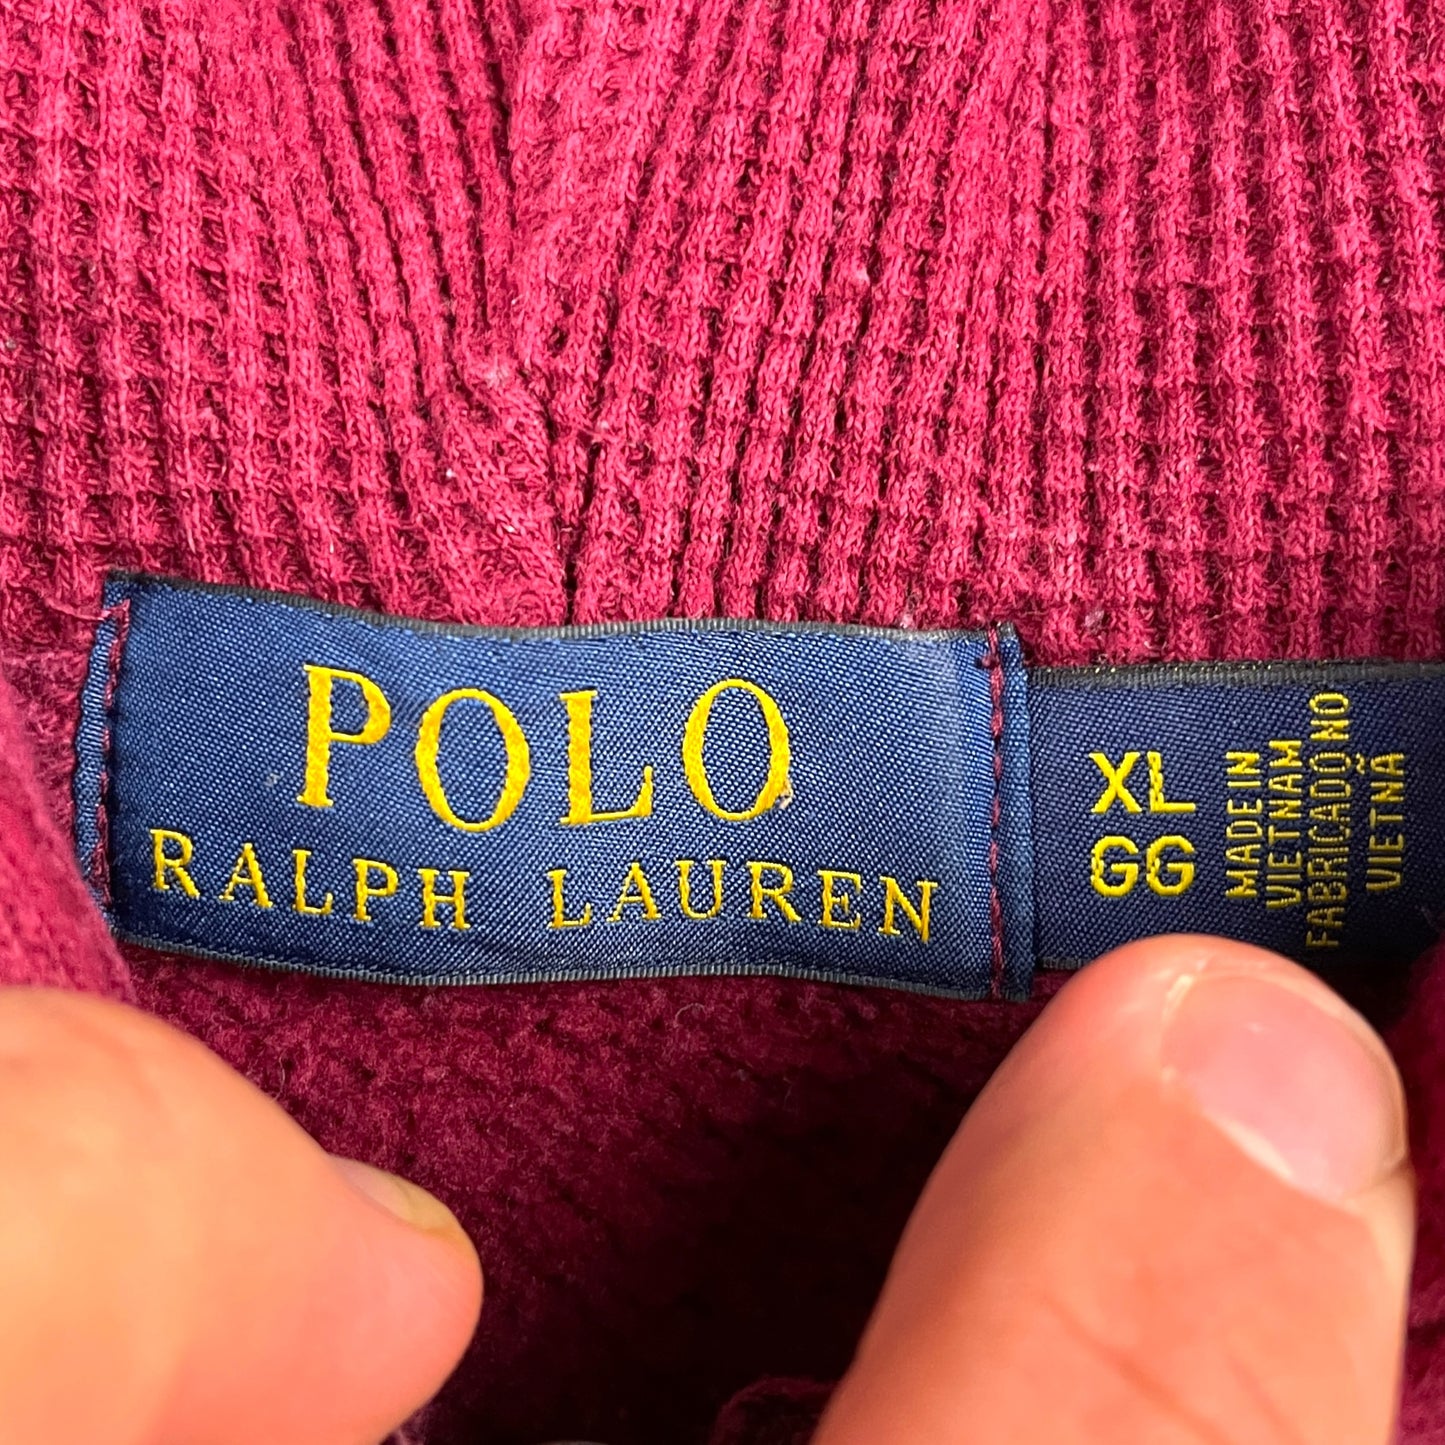 POLO
RALPH LAUREN
XL
GG
MADE IN
VIETNAM
FABRICADO NO
VIETNÃ